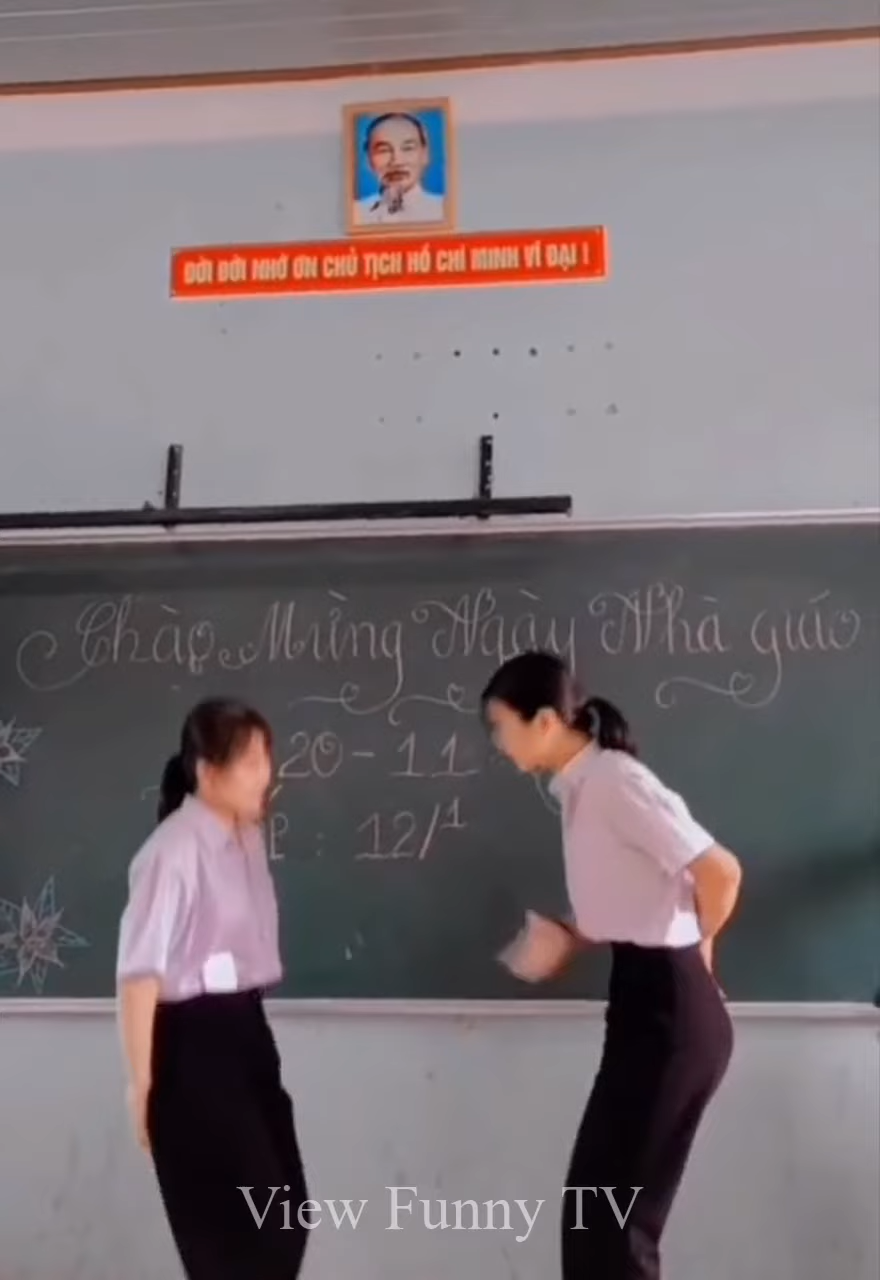 ĐỜI ĐỜI NHỚ ƠN CHỦ TỊCH HỒ CHÍ MINH VĨ ĐẠI !
Chào Mừng Ngày Nhà giáo
20-11
12/1
View Funny TV